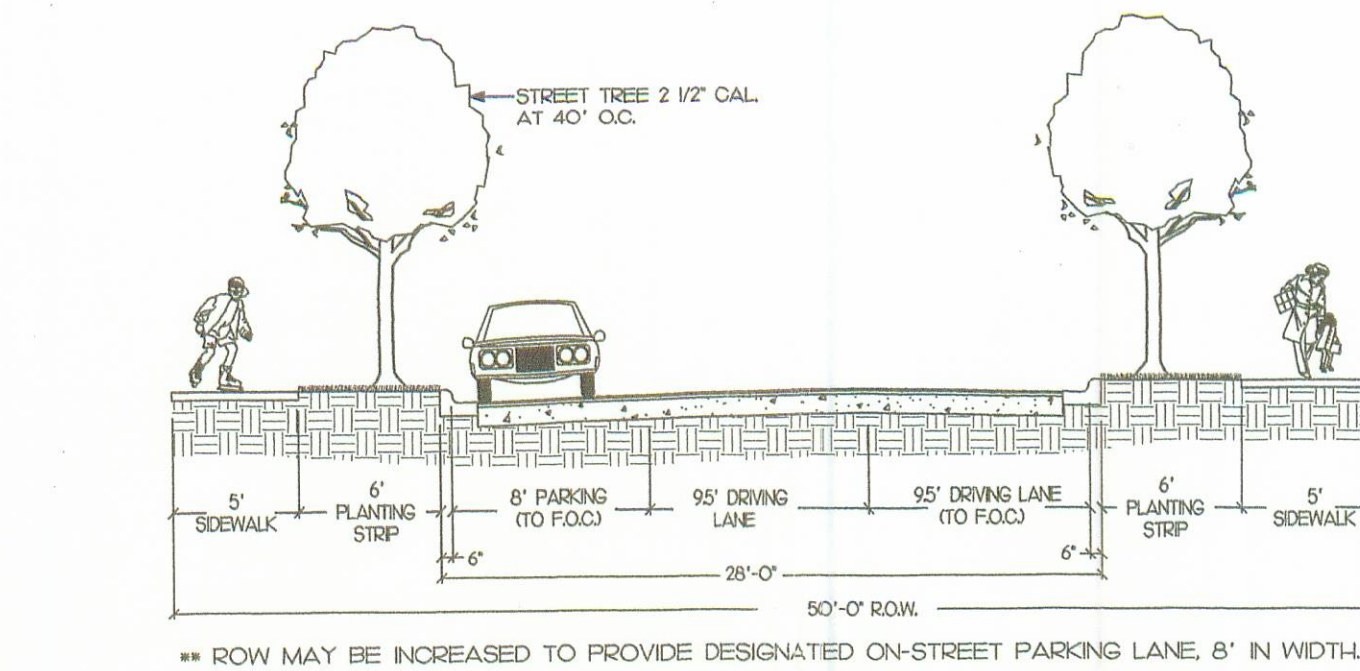 STREET TREE 2 1/2" CAL.
AT 40' O.C.
5'
SIDEWALK
6'
PLANTING
STRIP
8' PARKING
(TO F.O.C.)
9.5' DRIVING
LANE
9.5' DRIVING LANE
(TO F.O.C.)
6'
PLANTING
STRIP
5'
SIDEWALK
6"
6"
28'-0"
50'-0" R.O.W.
** ROW MAY BE INCREASED TO PROVIDE DESIGNATED ON-STREET PARKING LANE, 8' IN WIDTH.